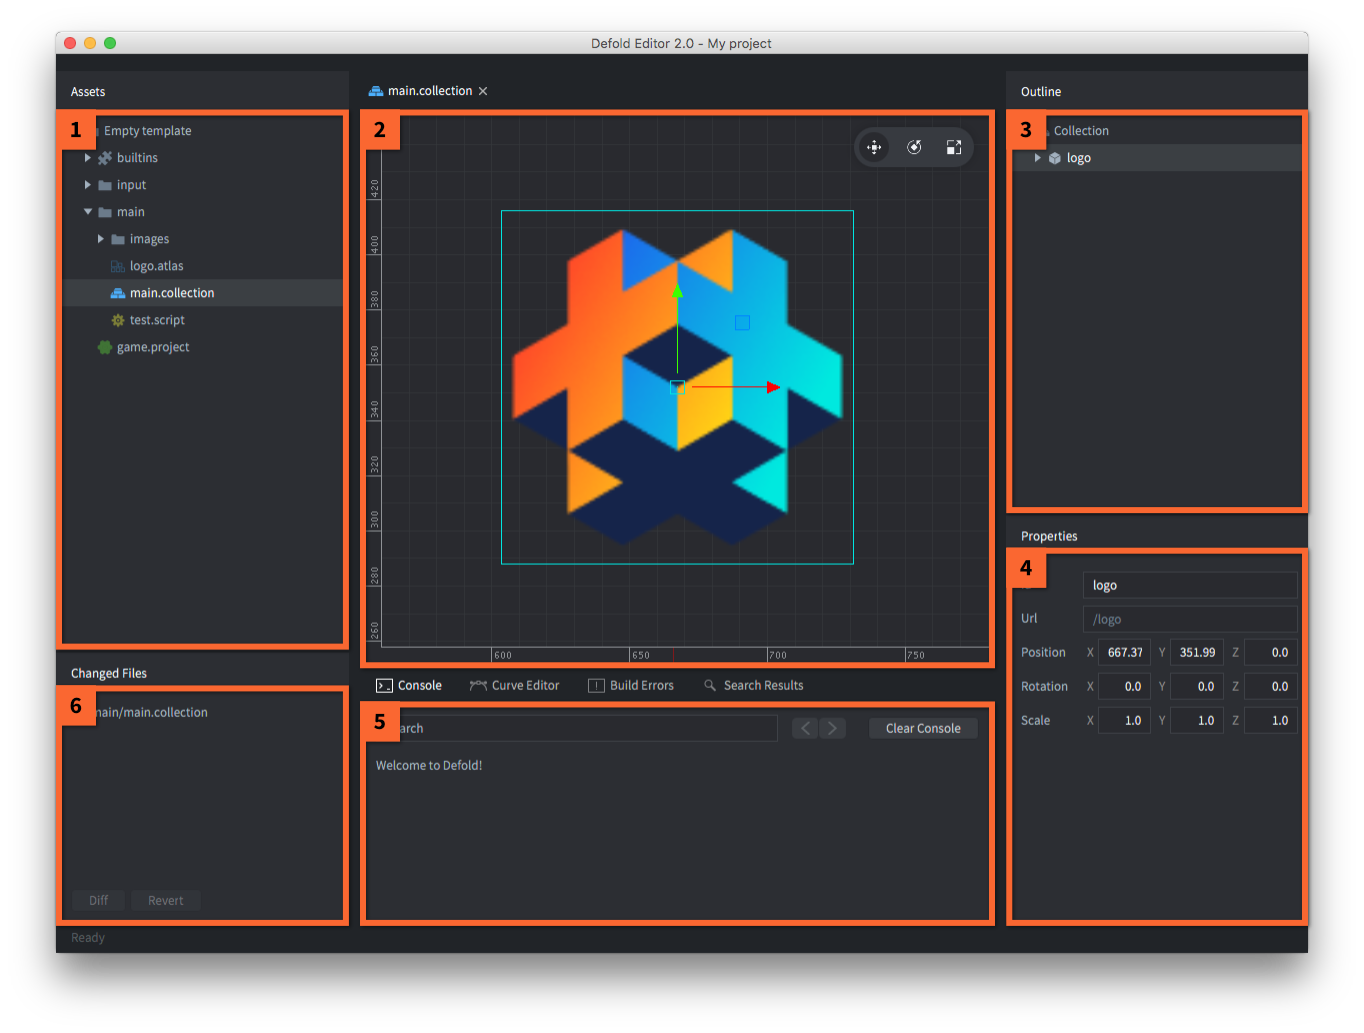 Defold Editor 2.0 - My project
Assets
1
Empty template
builtins
input
main
images
logo.atlas
main.collection
test.script
game.project
Changed Files
6
main/main.collection
Diff
Revert
Ready
main.collection
2
420
400
380
360
340
320
300
280
260
600
650
700
750
Console
Curve Editor
Build Errors
Search Results
5
arch
Clear Console
Welcome to Defold!
Outline
3
Collection
logo
Properties
4
logo
Url /logo
Position X 667.37 Y 351.99 Z 0.0
Rotation X 0.0 Y 0.0 Z 0.0
Scale X 1.0 Y 1.0 Z 1.0